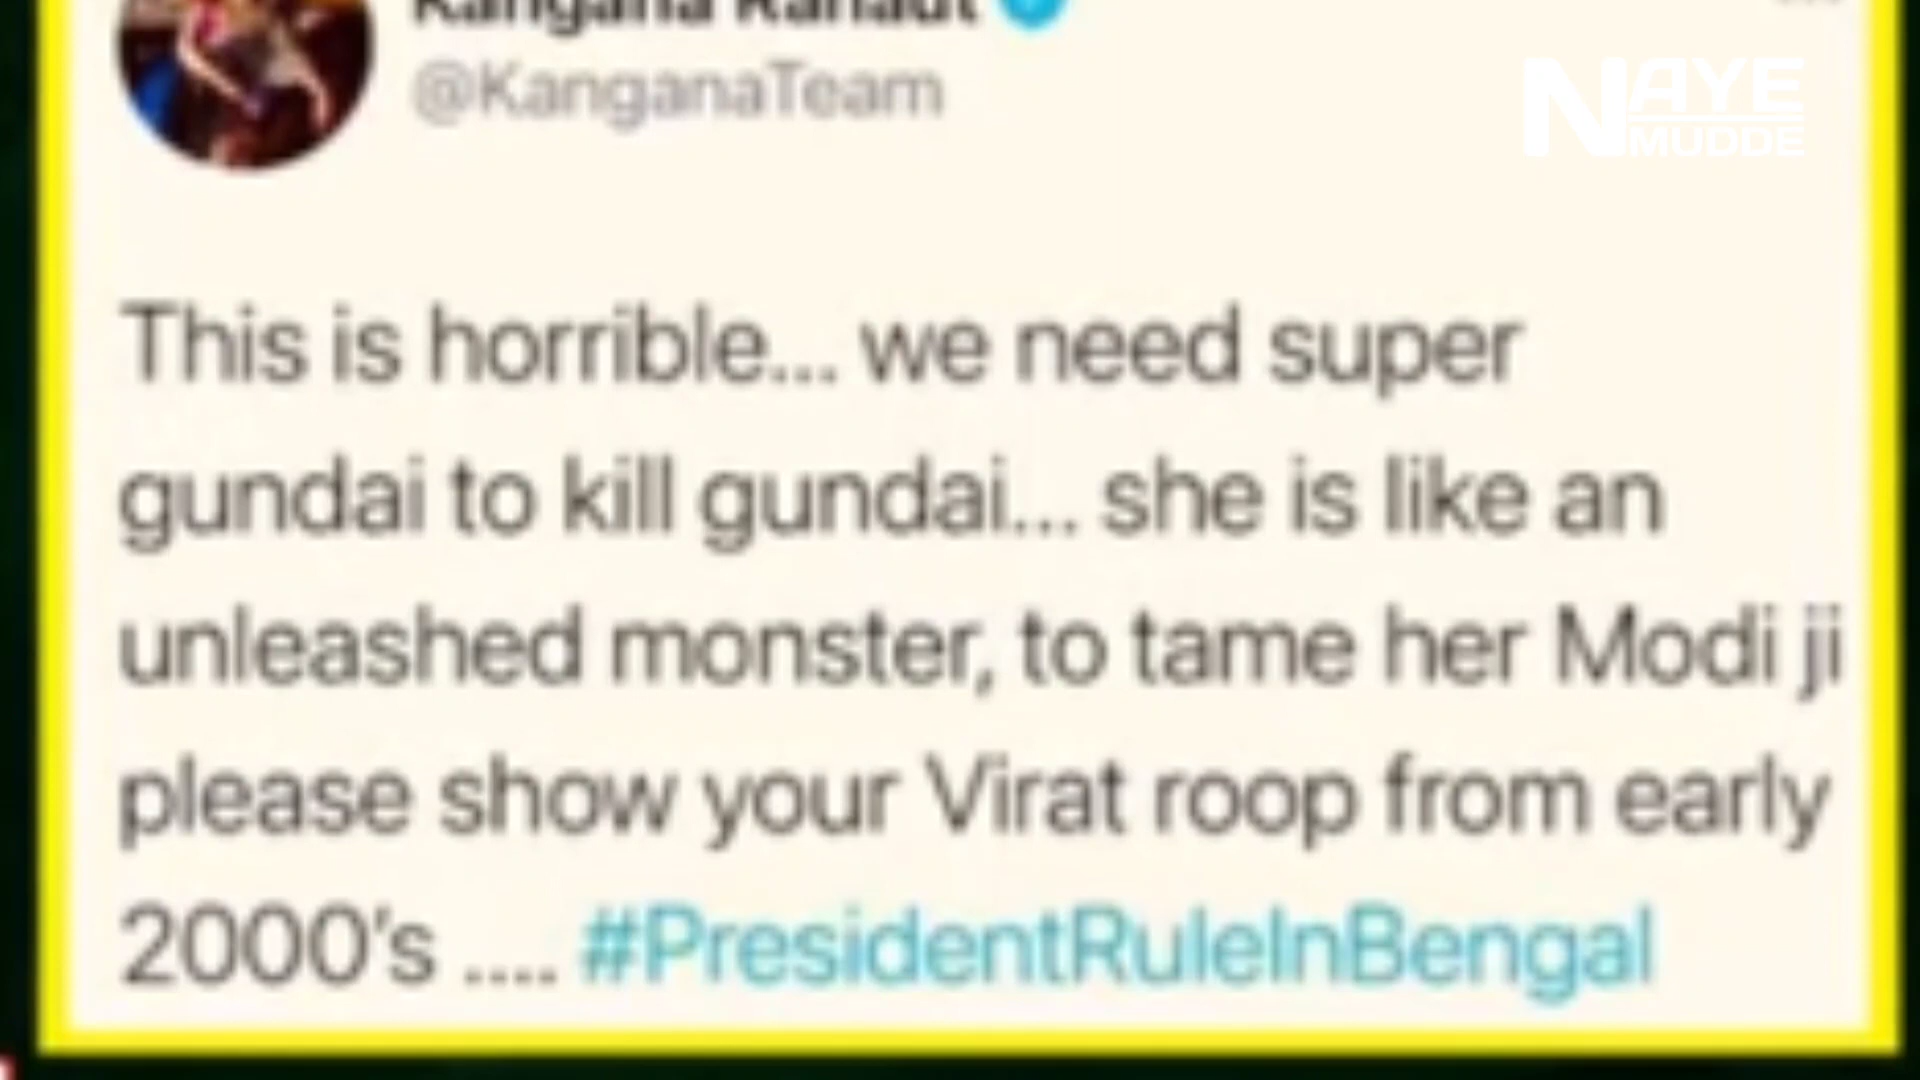 Kangana Ranaut
@KanganaTeam
NAYE
MUDDE
This is horrible... we need super
gundai to kill gundai... she is like an
unleashed monster, to tame her Modi ji
please show your Virat roop from early
2000's .... #PresidentRuleInBengal